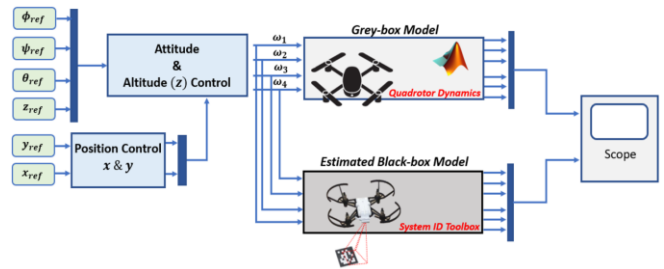 ϕref
ψref
θref
zref
yref
xref
Attitude
&
Altitude (z) Control
Position Control
x & y
ω1
ω2
ω3
ω4
Grey-box Model
Quadrotor Dynamics
Estimated Black-box Model
System ID Toolbox
Scope